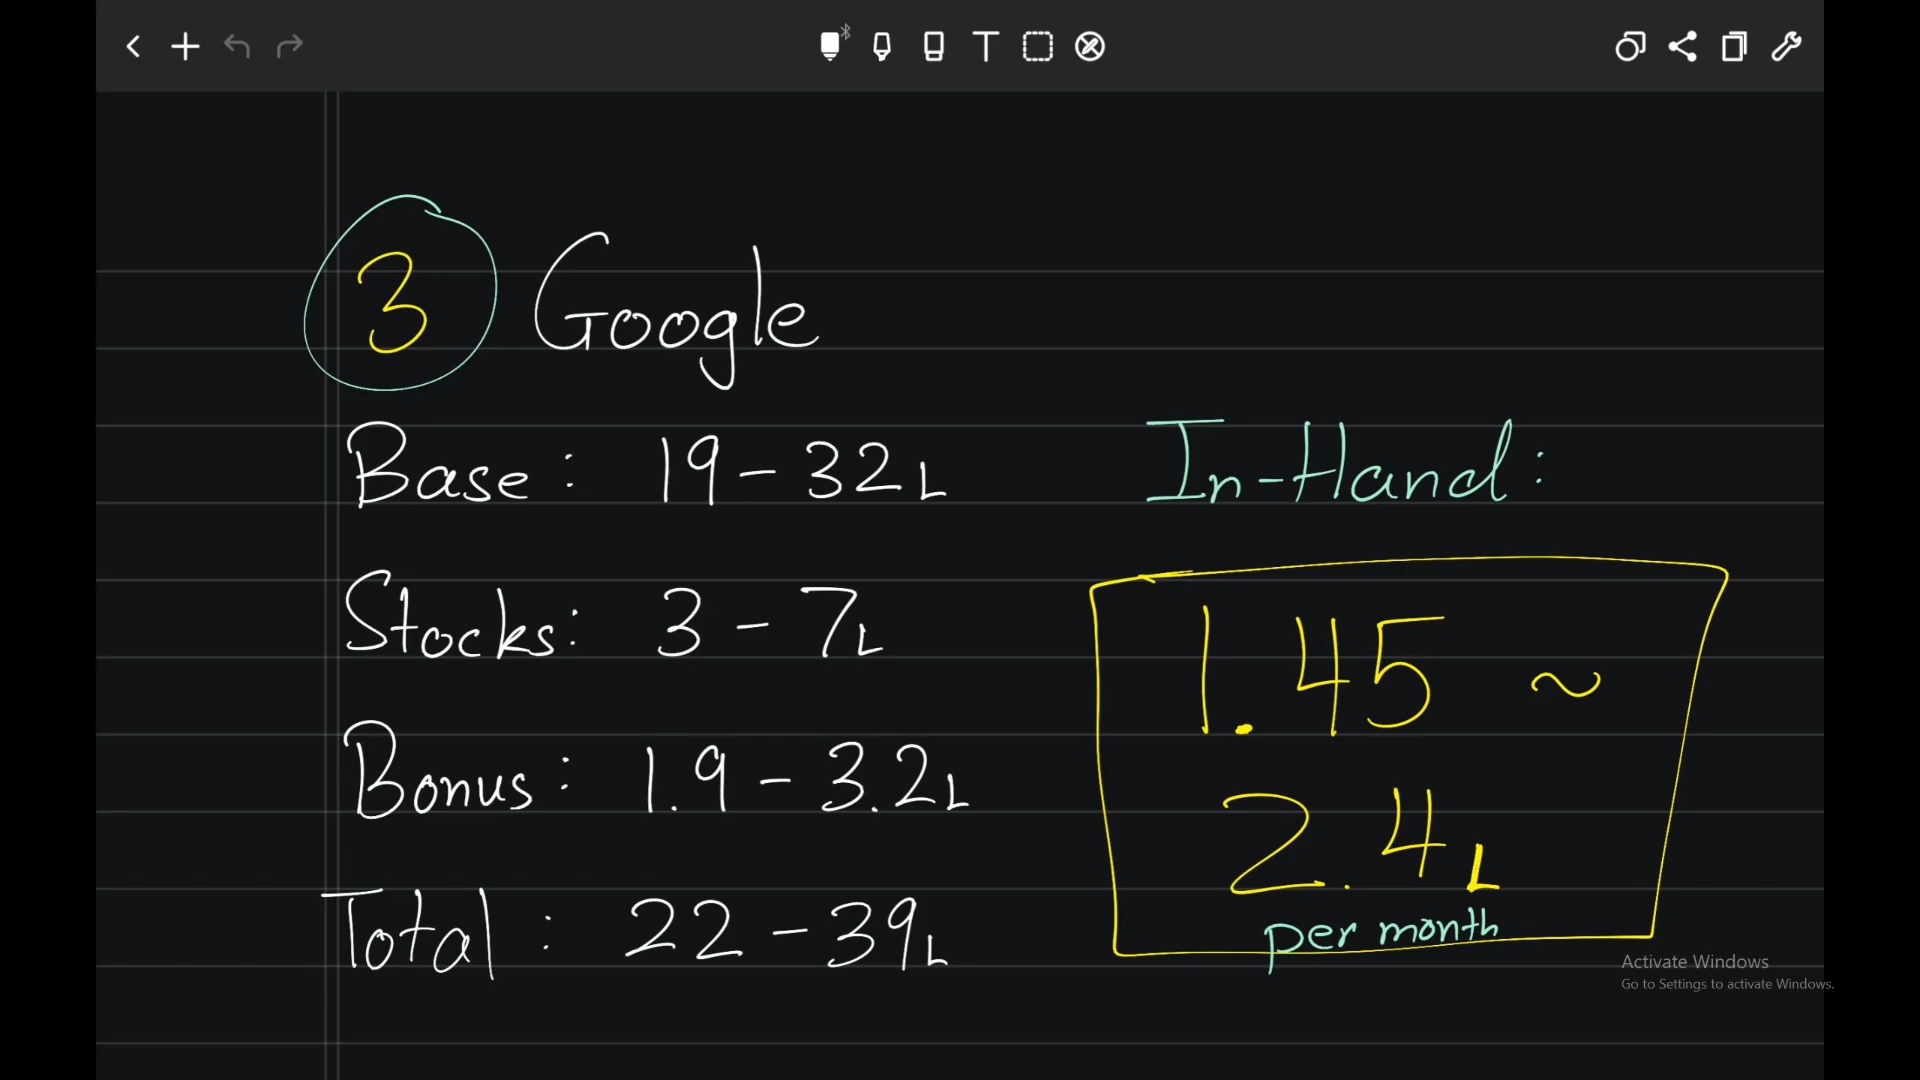 3 Google
Base: 19 - 32L
Stocks: 3 - 7L
Bonus: 1.9 - 3.2L
Total: 22 - 39L
In-Hand:
1.45 ~
2.4L
per month
Activate Windows
Go to Settings to activate Windows.